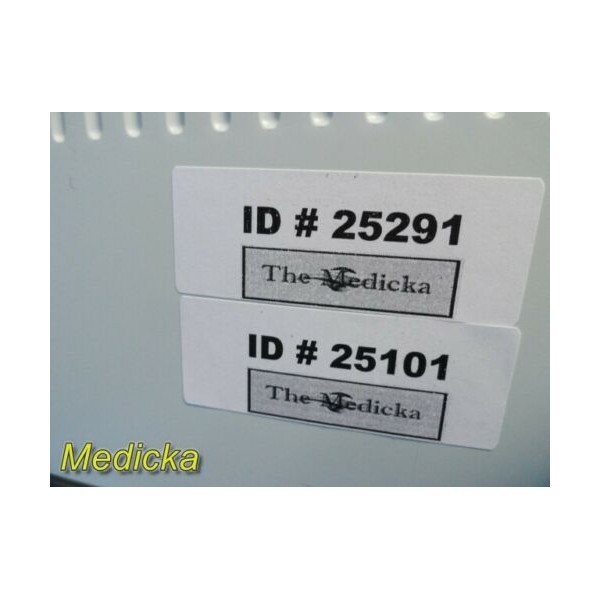 ID # 25291
The Medicka
ID # 25101
The Medicka
Medicka